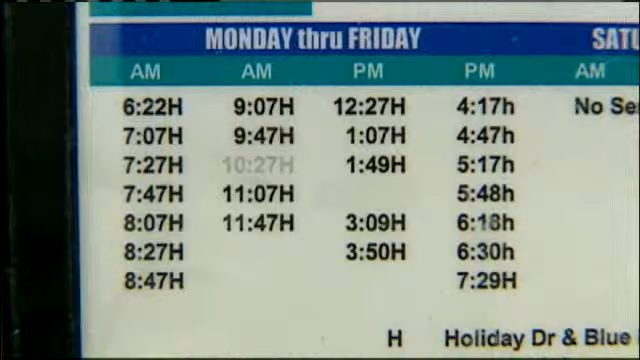 MONDAY thru FRIDAY SATU
AM AM PM PM AM
6:22H 9:07H 12:27H 4:17h No Se
7:07H 9:47H 1:07H 4:47h
7:27H 10:27H 1:49H 5:17h
7:47H 11:07H 5:48h
8:07H 11:47H 3:09H 6:18h
8:27H 3:50H 6:30h
8:47H 7:29H
H Holiday Dr & Blue